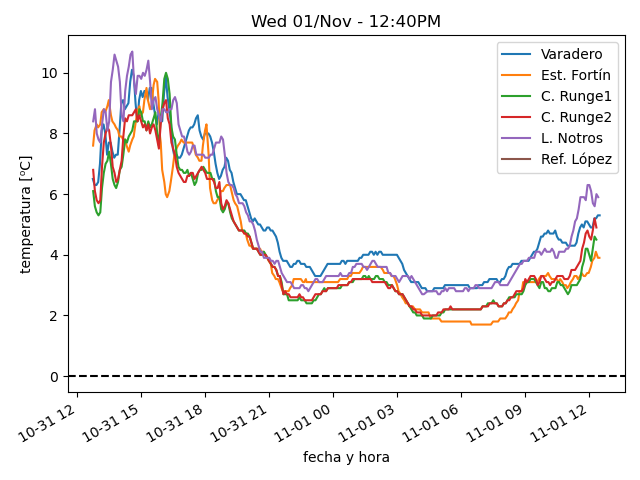 Wed 01/Nov - 12:40PM
Varadero
Est. Fortín
C. Runge1
C. Runge2
L. Notros
Ref. López
temperatura [ºC]
10
8
6
4
2
0
10-31 12
10-31 15
10-31 18
10-31 21
11-01 00
11-01 03
11-01 06
11-01 09
11-01 12
fecha y hora